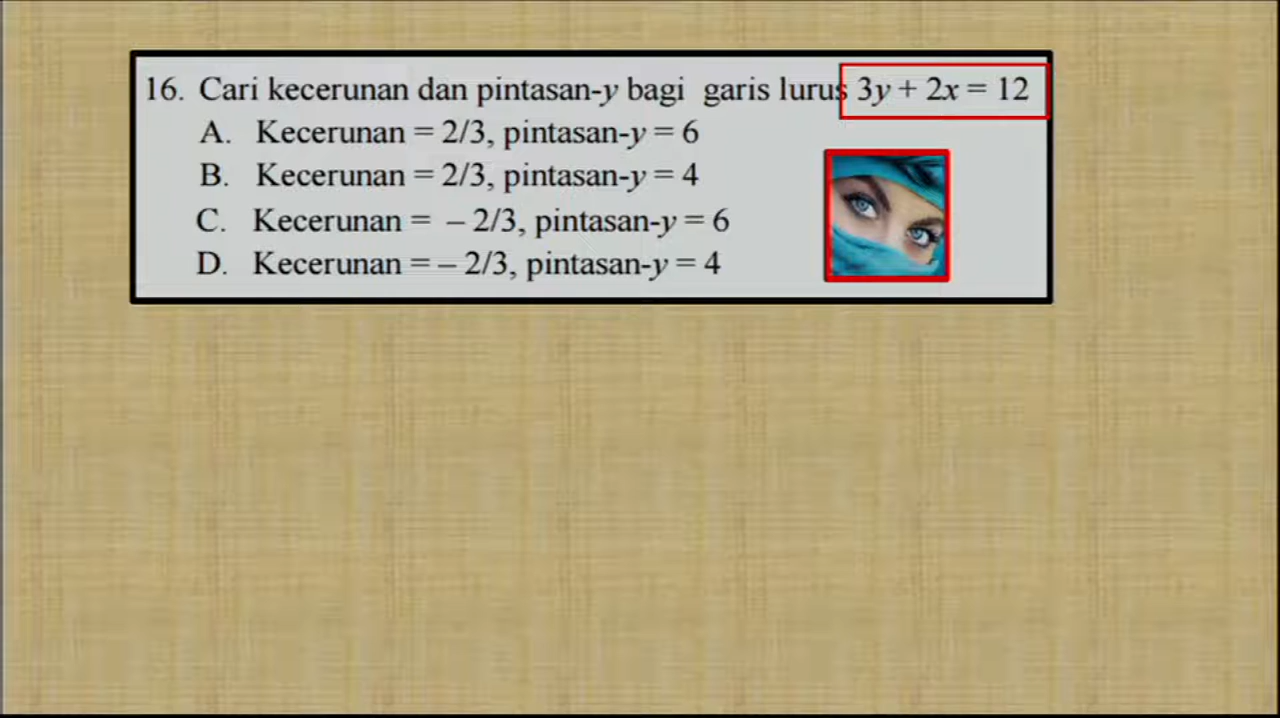 16. Cari kecerunan dan pintasan-y bagi garis lurus 3y + 2x = 12
A. Kecerunan = 2/3, pintasan-y = 6
B. Kecerunan = 2/3, pintasan-y = 4
C. Kecerunan = – 2/3, pintasan-y = 6
D. Kecerunan = – 2/3, pintasan-y = 4